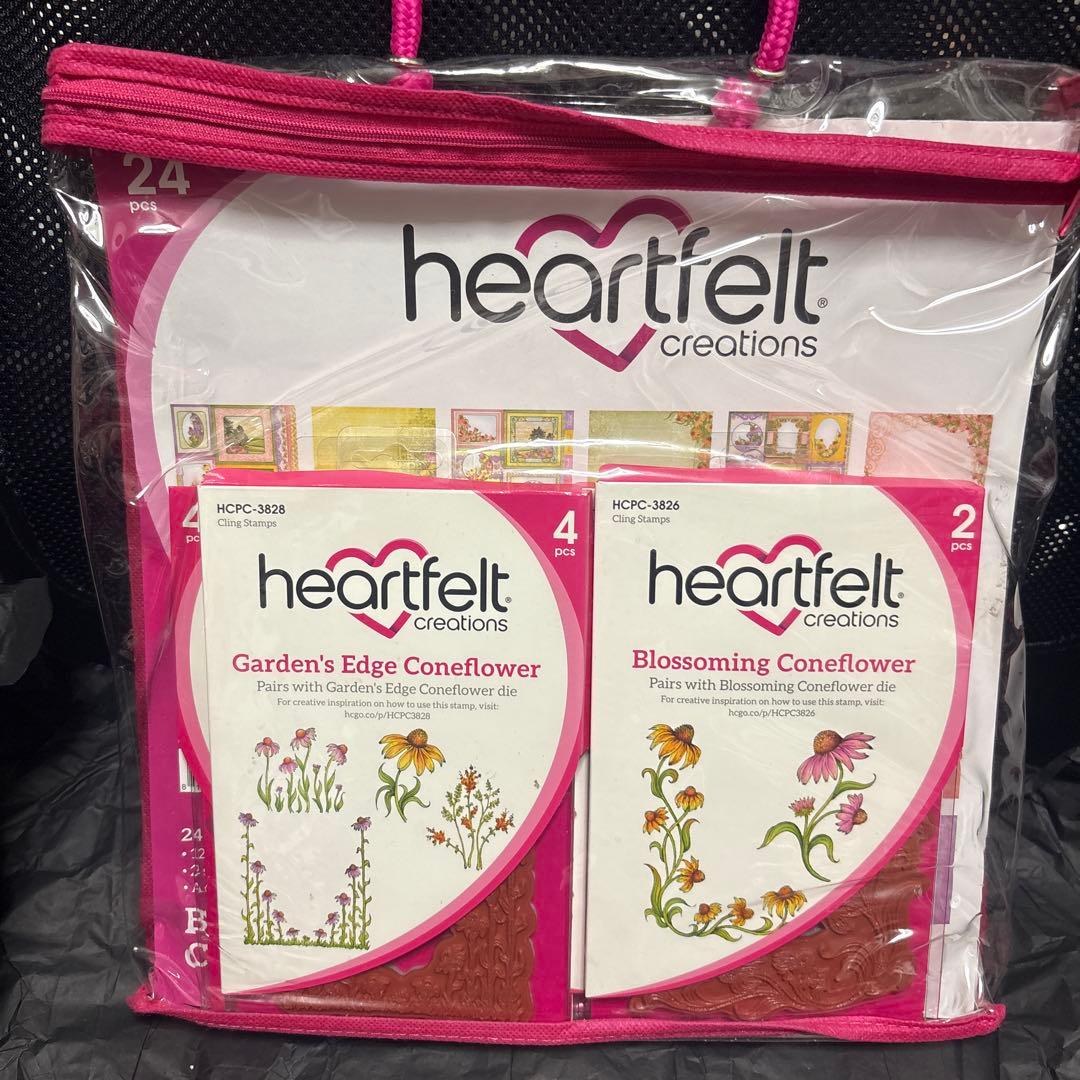 24
pcs
heartfelt®
creations
4
pc
HCPC-3828
Cling Stamps
4
pcs
heartfelt®
creations
Garden's Edge Coneflower
Pairs with Garden's Edge Coneflower die
For creative inspiration on how to use this stamp, visit:
hcgo.co/p/HCPC3828
HCPC-3826
Cling Stamps
2
pcs
heartfelt®
creations
Blossoming Coneflower
Pairs with Blossoming Coneflower die
For creative inspiration on how to use this stamp, visit:
hcgo.co/p/HCPC3826
24